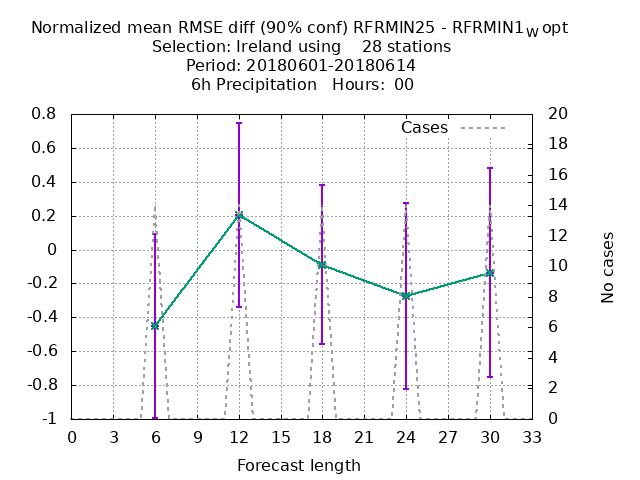 Normalized mean RMSE diff (90% conf) RFRMIN25 - RFRMIN1W opt
Selection: Ireland using    28 stations
Period: 20180601-20180614
6h Precipitation   Hours:  00
Cases
0.8
0.6
0.4
0.2
0
-0.2
-0.4
-0.6
-0.8
-1
20
18
16
14
12
10
8
6
4
2
0
No cases
0 3 6 9 12 15 18 21 24 27 30 33
Forecast length